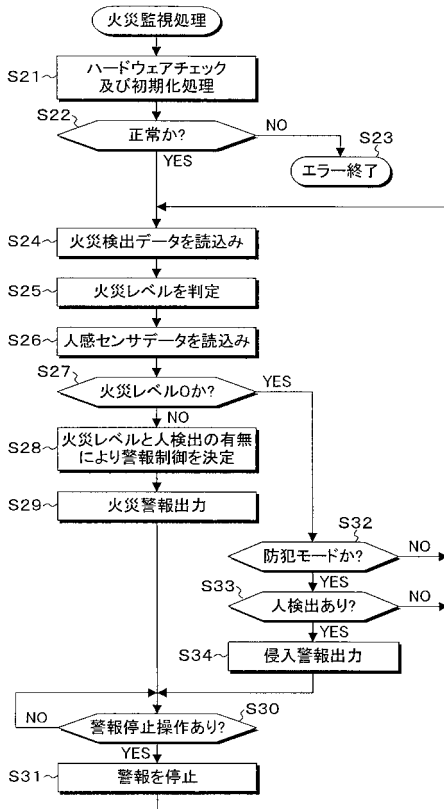 火災監視処理
S21
ハードウェアチェック
及び初期化処理
S22
正常か?
NO
S23
YES
エラー終了
S24
火災検出データを読込み
S25
火災レベルを判定
S26
人感センサデータを読込み
S27
火災レベル0か?
YES
NO
S28
火災レベルと人検出の有無
により警報制御を決定
S29
火災警報出力
S32
防犯モードか?
NO
S33
YES
人検出あり?
NO
YES
S34
侵入警報出力
S30
NO
警報停止操作あり?
YES
S31
警報を停止